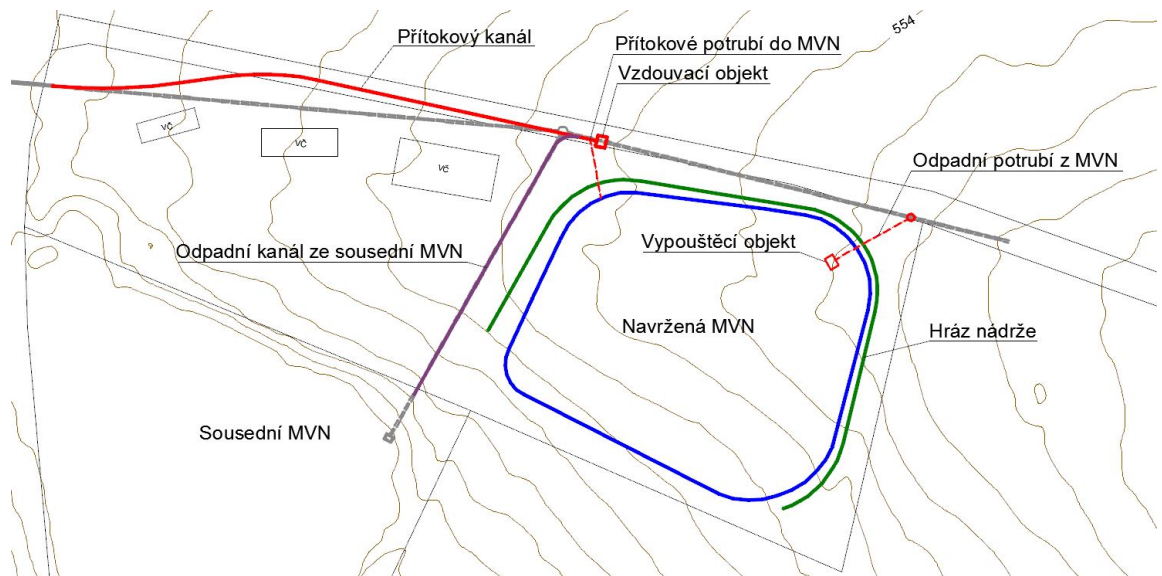 554
Přítokový kanál
Přítokové potrubí do MVN
Vzdouvací objekt
vč
vč
vč
Odpadní potrubí z MVN
Odpadní kanál ze sousední MVN
Vypouštěcí objekt
Navržená MVN
Hráz nádrže
Sousední MVN